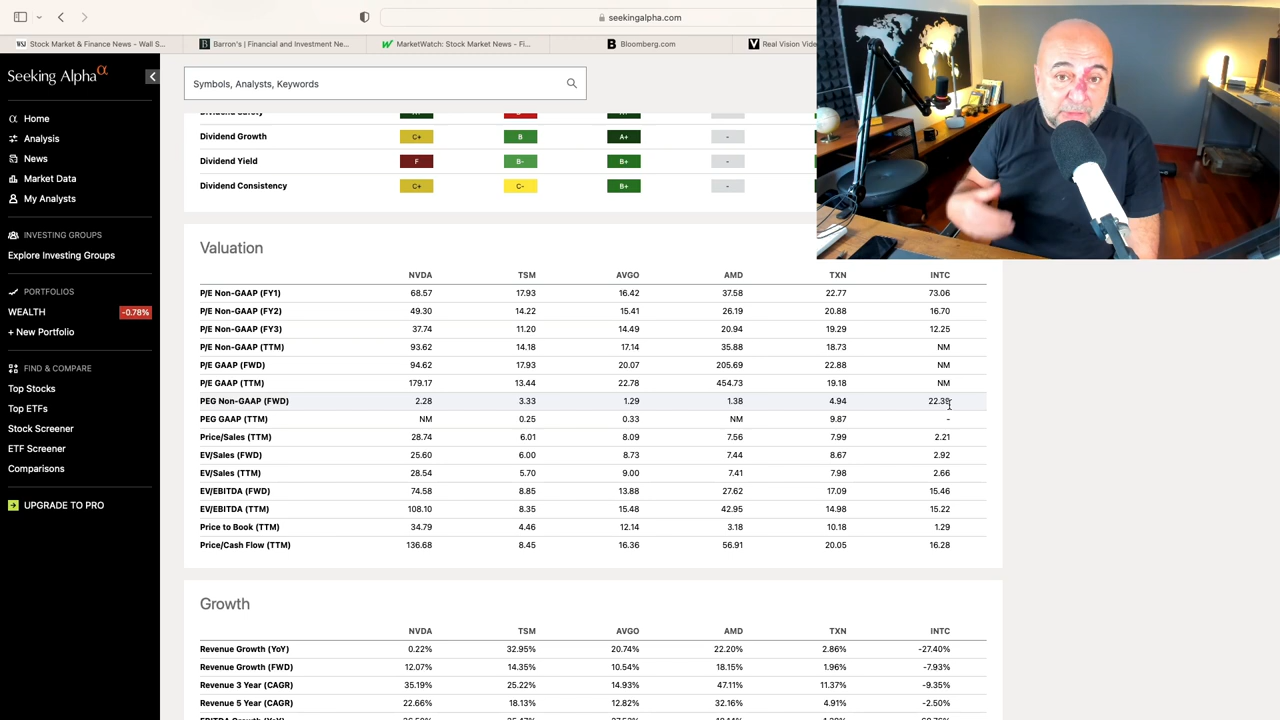 seekingalpha.com
Stock Market & Finance News - Wall S...
Barron's | Financial and Investment Ne...
MarketWatch: Stock Market News - Fi...
Bloomberg.com
Real Vision Vide
Seeking Alpha α
Symbols, Analysts, Keywords
Home
Analysis
News
Market Data
My Analysts
INVESTING GROUPS
Explore Investing Groups
PORTFOLIOS
WEALTH -0.78%
+ New Portfolio
FIND & COMPARE
Top Stocks
Top ETFs
Stock Screener
ETF Screener
Comparisons
UPGRADE TO PRO
Dividend Growth C+ B A+ -
Dividend Yield F B- B+ -
Dividend Consistency C+ C- B+ -
Valuation
NVDA TSM AVGO AMD TXN INTC
P/E Non-GAAP (FY1) 68.57 17.93 16.42 37.58 22.77 73.06
P/E Non-GAAP (FY2) 49.30 14.22 15.41 26.19 20.88 16.70
P/E Non-GAAP (FY3) 37.74 11.20 14.49 20.94 19.29 12.25
P/E Non-GAAP (TTM) 93.62 14.18 17.14 35.88 18.73 NM
P/E GAAP (FWD) 94.62 17.93 20.07 205.69 22.88 NM
P/E GAAP (TTM) 179.17 13.44 22.78 454.73 19.18 NM
PEG Non-GAAP (FWD) 2.28 3.33 1.29 1.38 4.94 22.39
PEG GAAP (TTM) NM 0.25 0.33 NM 9.87 -
Price/Sales (TTM) 28.74 6.01 8.09 7.56 7.99 2.21
EV/Sales (FWD) 25.60 6.00 8.73 7.44 8.67 2.92
EV/Sales (TTM) 28.54 5.70 9.00 7.41 7.98 2.66
EV/EBITDA (FWD) 74.58 8.85 13.88 27.62 17.09 15.46
EV/EBITDA (TTM) 108.10 8.35 15.48 42.95 14.98 15.22
Price to Book (TTM) 34.79 4.46 12.14 3.18 10.18 1.29
Price/Cash Flow (TTM) 136.68 8.45 16.36 56.91 20.05 16.28
Growth
NVDA TSM AVGO AMD TXN INTC
Revenue Growth (YoY) 0.22% 32.95% 20.74% 22.20% 2.86% -27.40%
Revenue Growth (FWD) 12.07% 14.35% 10.54% 18.15% 1.96% -7.93%
Revenue 3 Year (CAGR) 35.19% 25.22% 14.93% 47.11% 11.37% -9.35%
Revenue 5 Year (CAGR) 22.66% 18.13% 12.82% 32.16% 4.91% -2.50%